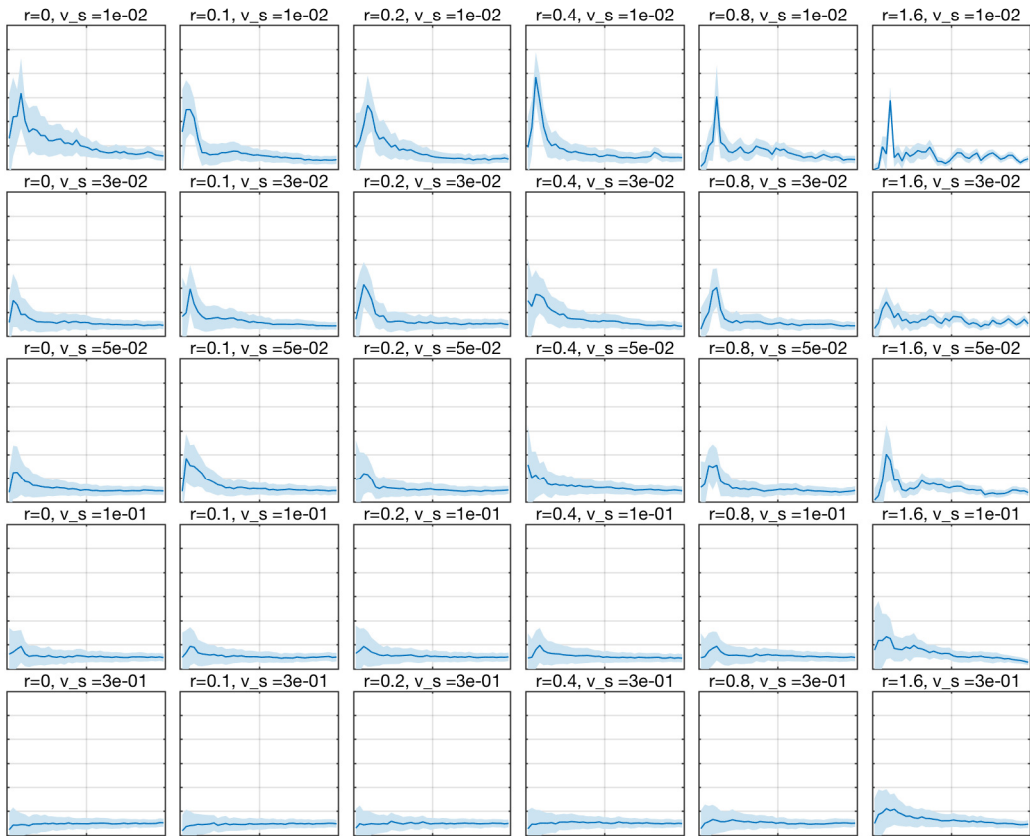 r=0, v_s =1e-02 r=0.1, v_s =1e-02 r=0.2, v_s =1e-02 r=0.4, v_s =1e-02 r=0.8, v_s =1e-02 r=1.6, v_s =1e-02
r=0, v_s =3e-02 r=0.1, v_s =3e-02 r=0.2, v_s =3e-02 r=0.4, v_s =3e-02 r=0.8, v_s =3e-02 r=1.6, v_s =3e-02
r=0, v_s =5e-02 r=0.1, v_s =5e-02 r=0.2, v_s =5e-02 r=0.4, v_s =5e-02 r=0.8, v_s =5e-02 r=1.6, v_s =5e-02
r=0, v_s =1e-01 r=0.1, v_s =1e-01 r=0.2, v_s =1e-01 r=0.4, v_s =1e-01 r=0.8, v_s =1e-01 r=1.6, v_s =1e-01
r=0, v_s =3e-01 r=0.1, v_s =3e-01 r=0.2, v_s =3e-01 r=0.4, v_s =3e-01 r=0.8, v_s =3e-01 r=1.6, v_s =3e-01